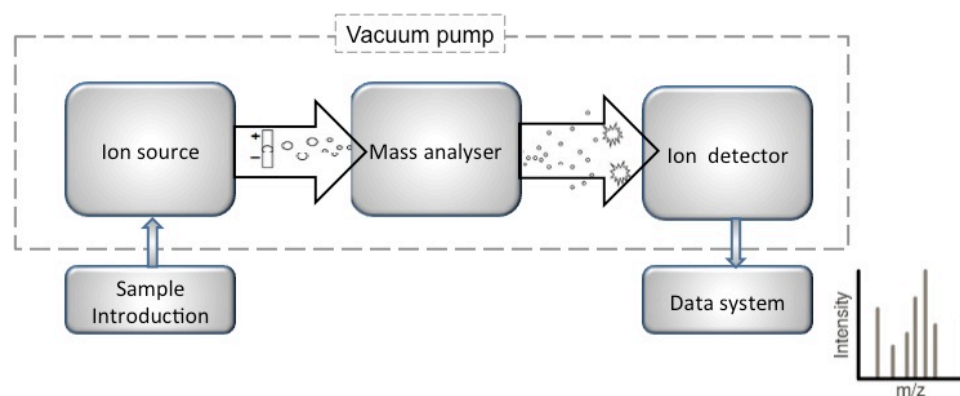 Vacuum pump
Ion source
+
−
Mass analyser
Ion detector
Sample
Introduction
Data system
Intensity
m/z